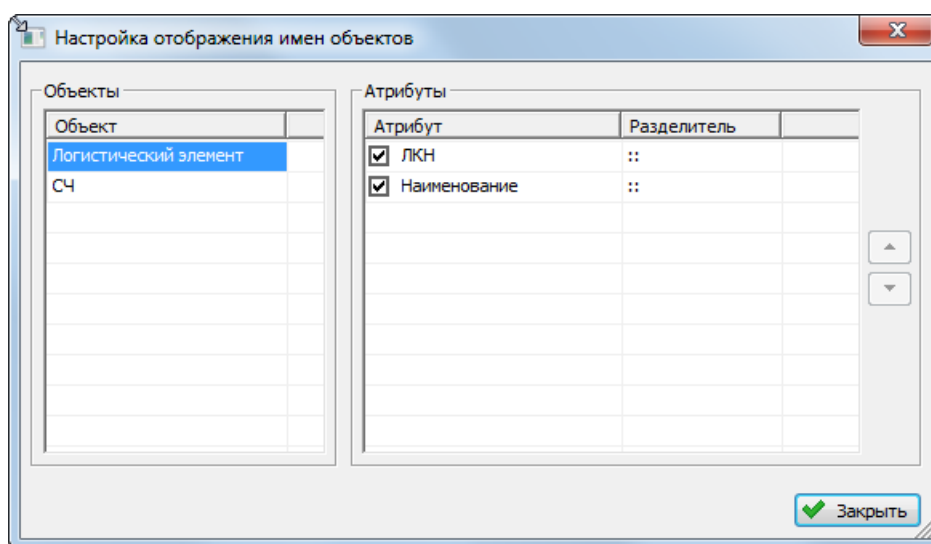 Настройка отображения имен объектов
Объекты
Атрибуты
Объект
Атрибут Разделитель
Логистический элемент
ЛКН ::
СЧ
Наименование ::
Закрыть